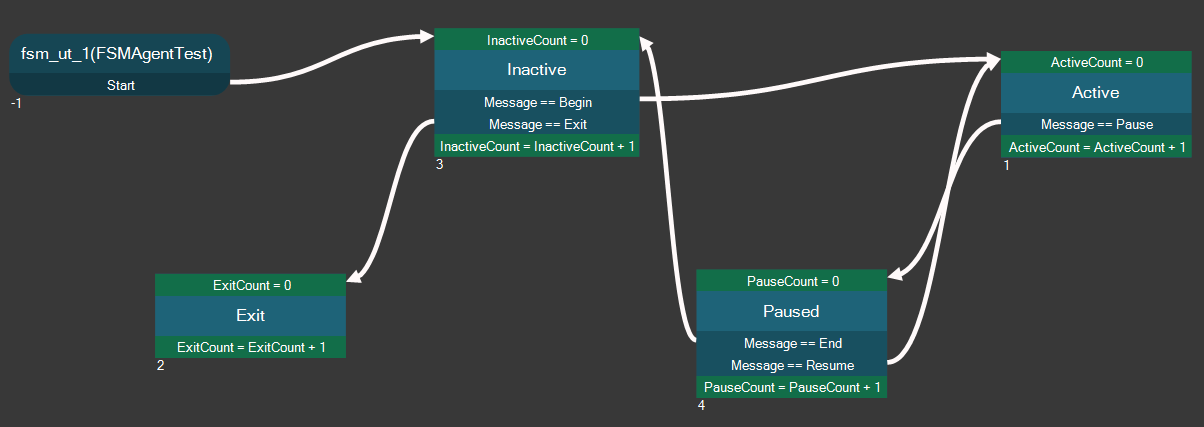 fsm_ut_1(FSMAgentTest)
Start
-1
InactiveCount = 0
Inactive
Message == Begin
Message == Exit
InactiveCount = InactiveCount + 1
3
ActiveCount = 0
Active
Message == Pause
ActiveCount = ActiveCount + 1
1
ExitCount = 0
Exit
ExitCount = ExitCount + 1
2
PauseCount = 0
Paused
Message == End
Message == Resume
PauseCount = PauseCount + 1
4